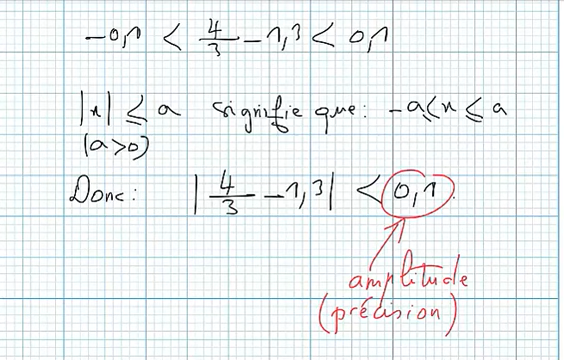 -0,1 < 4/3 - 1,3 < 0,1
|x| ≤ a signifie que: -a ≤ x ≤ a
(a>0)
Donc: | 4/3 - 1,3 | < 0,1.
amplitude
(précision)